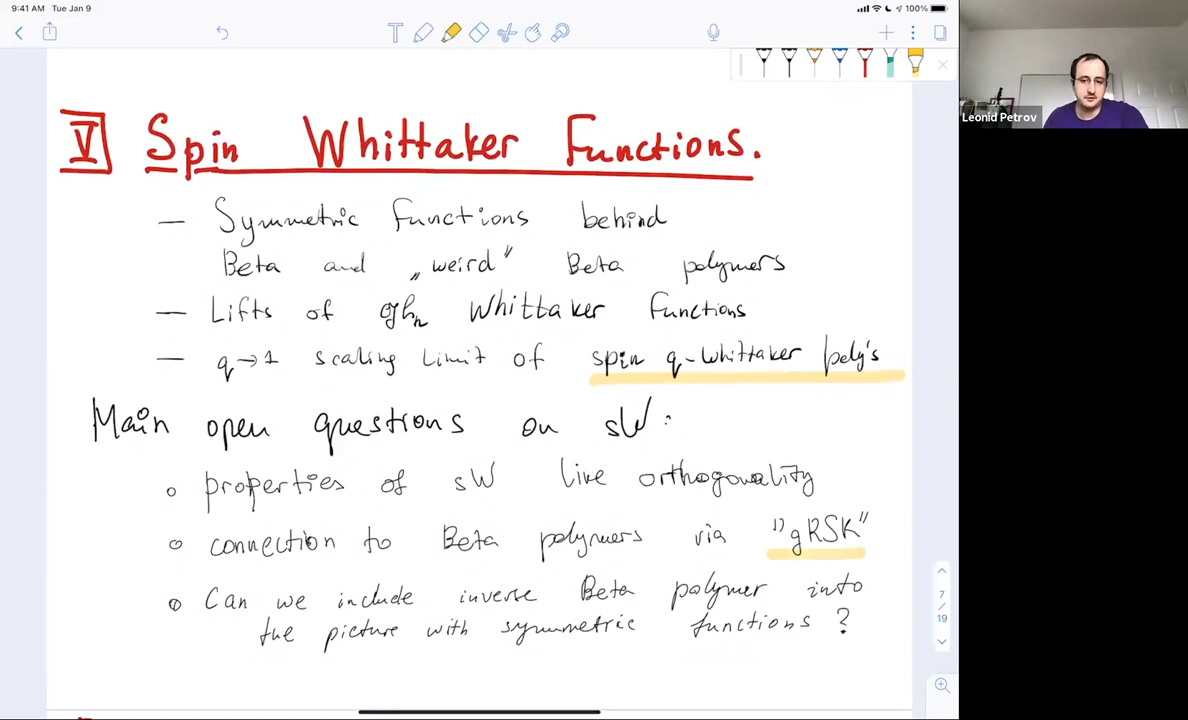 9:41 AM Tue Jan 9
100%
Leonid Petrov
V Spin Whittaker Functions.
— Symmetric functions behind
Beta and „weird" Beta polymers
— Lifts of gln Whittaker functions
— q→1 scaling limit of spin q-Whittaker poly's
Main open questions on sW:
o properties of sW like orthogonality
o connection to Beta polymers via "gRSK"
o Can we include inverse Beta polymer into
the picture with symmetric functions?
7
/
19